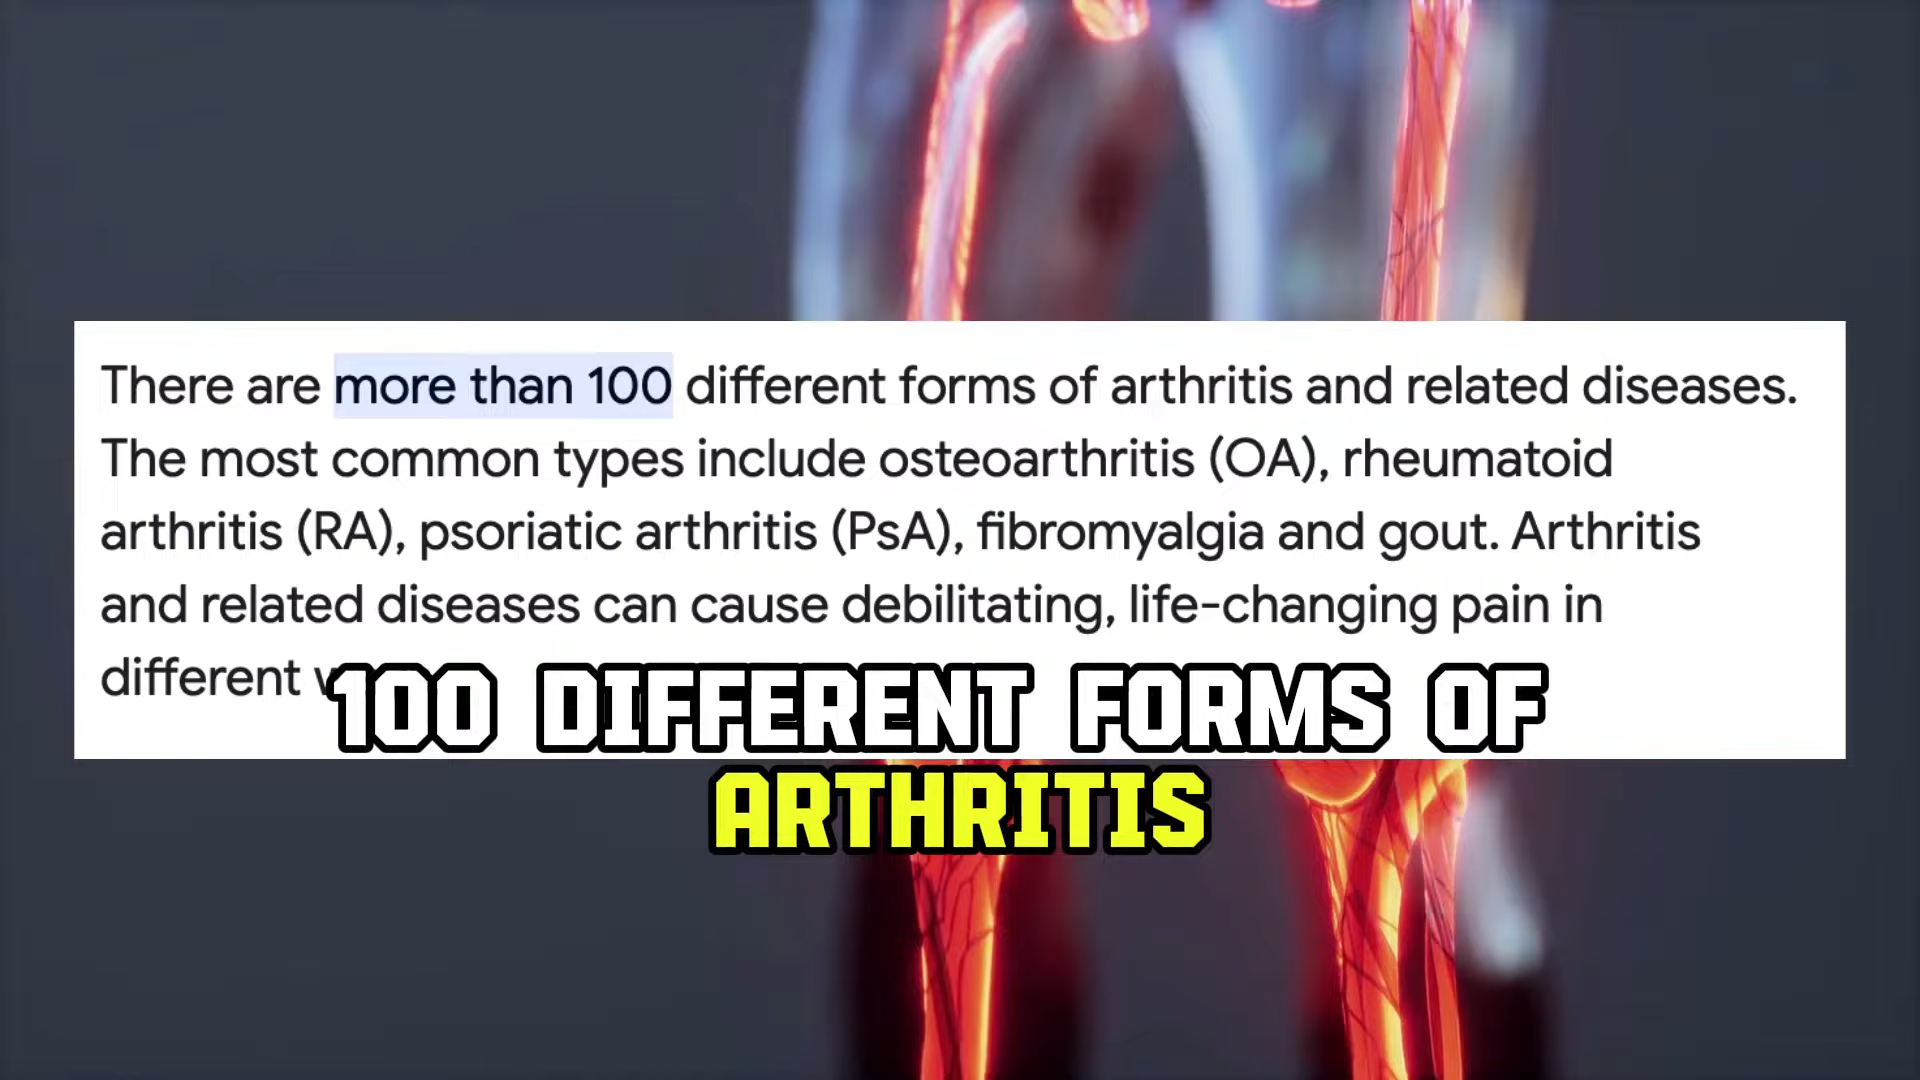 There are more than 100 different forms of arthritis and related diseases.
The most common types include osteoarthritis (OA), rheumatoid
arthritis (RA), psoriatic arthritis (PsA), fibromyalgia and gout. Arthritis
and related diseases can cause debilitating, life-changing pain in
different
100 DIFFERENT FORMS OF
ARTHRITIS